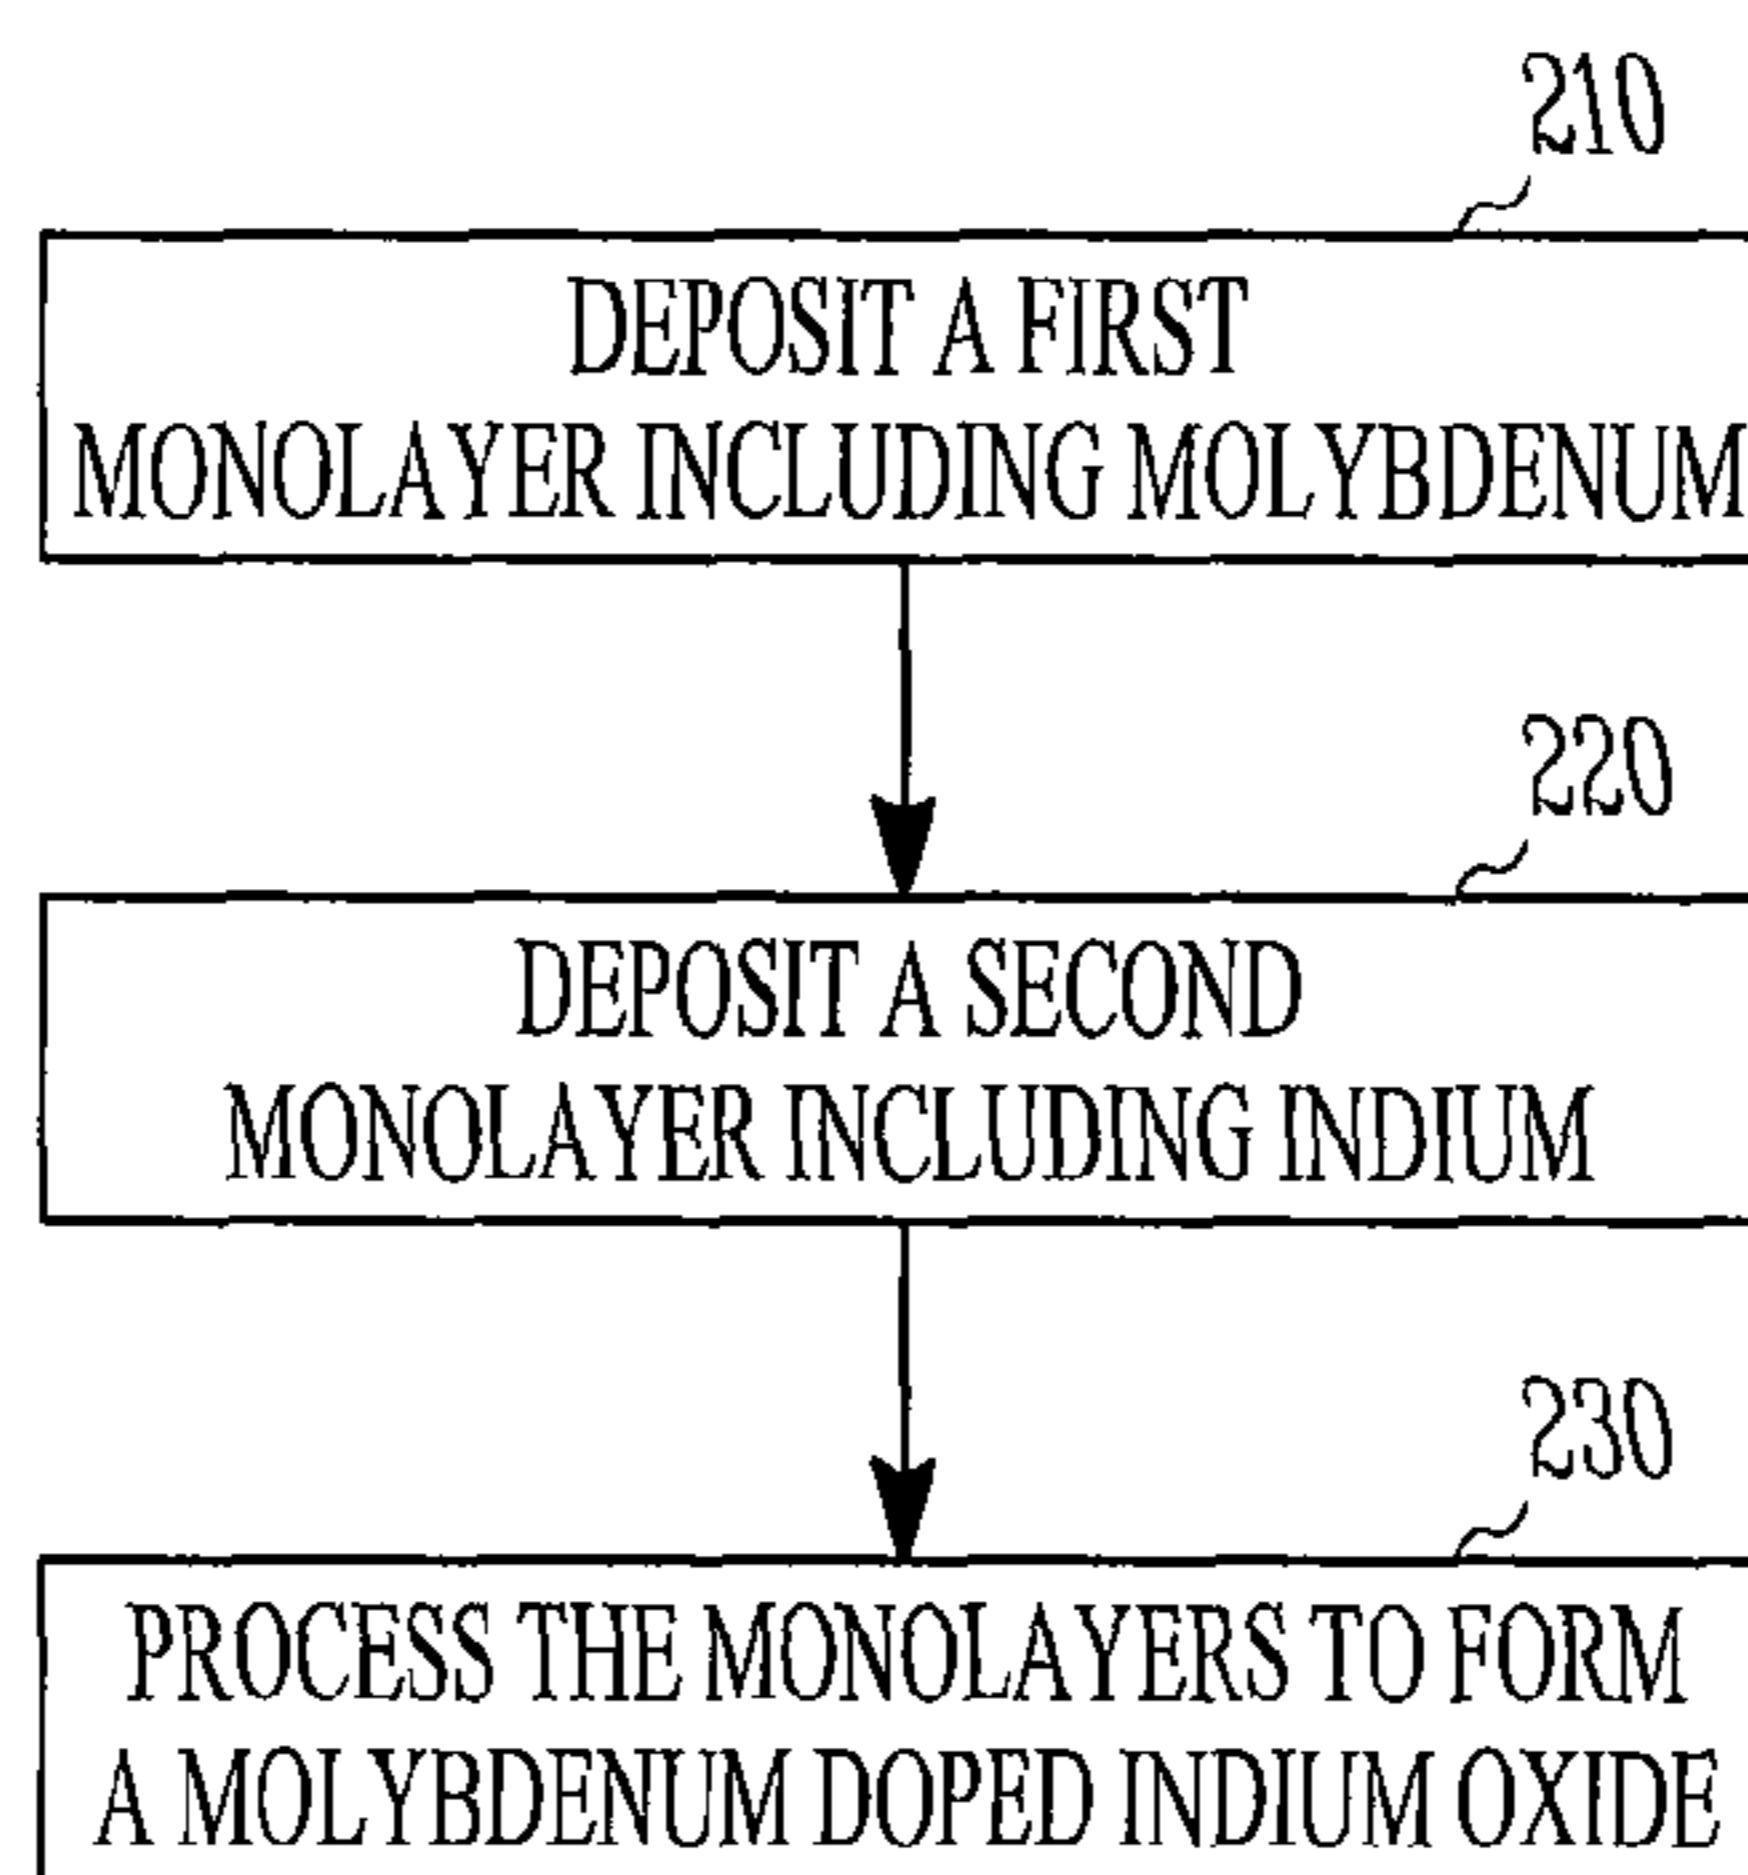 210
DEPOSIT A FIRST
MONOLAYER INCLUDING MOLYBDENUM
220
DEPOSIT A SECOND
MONOLAYER INCLUDING INDIUM
230
PROCESS THE MONOLAYERS TO FORM
A MOLYBDENUM DOPED INDIUM OXIDE